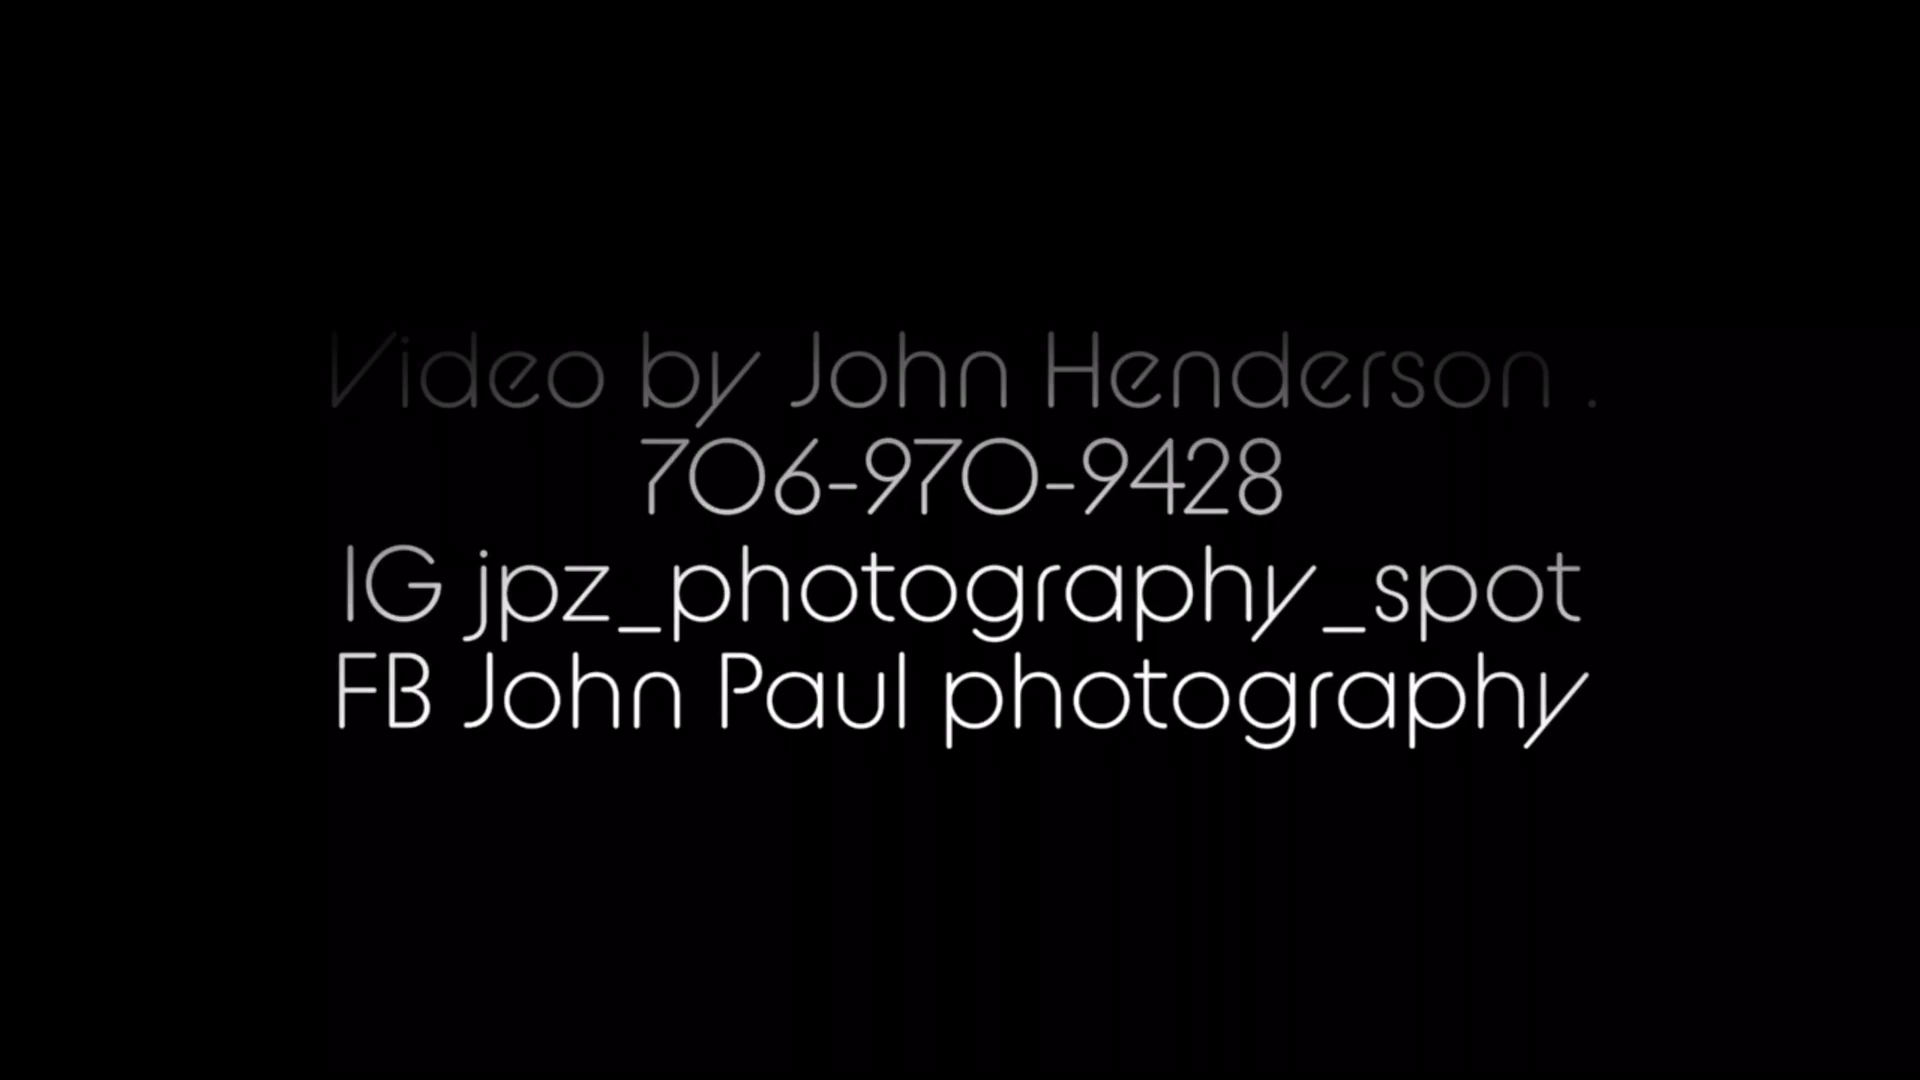 Video by John Henderson .
706-970-9428
IG jpz_photography_spot
FB John Paul photography